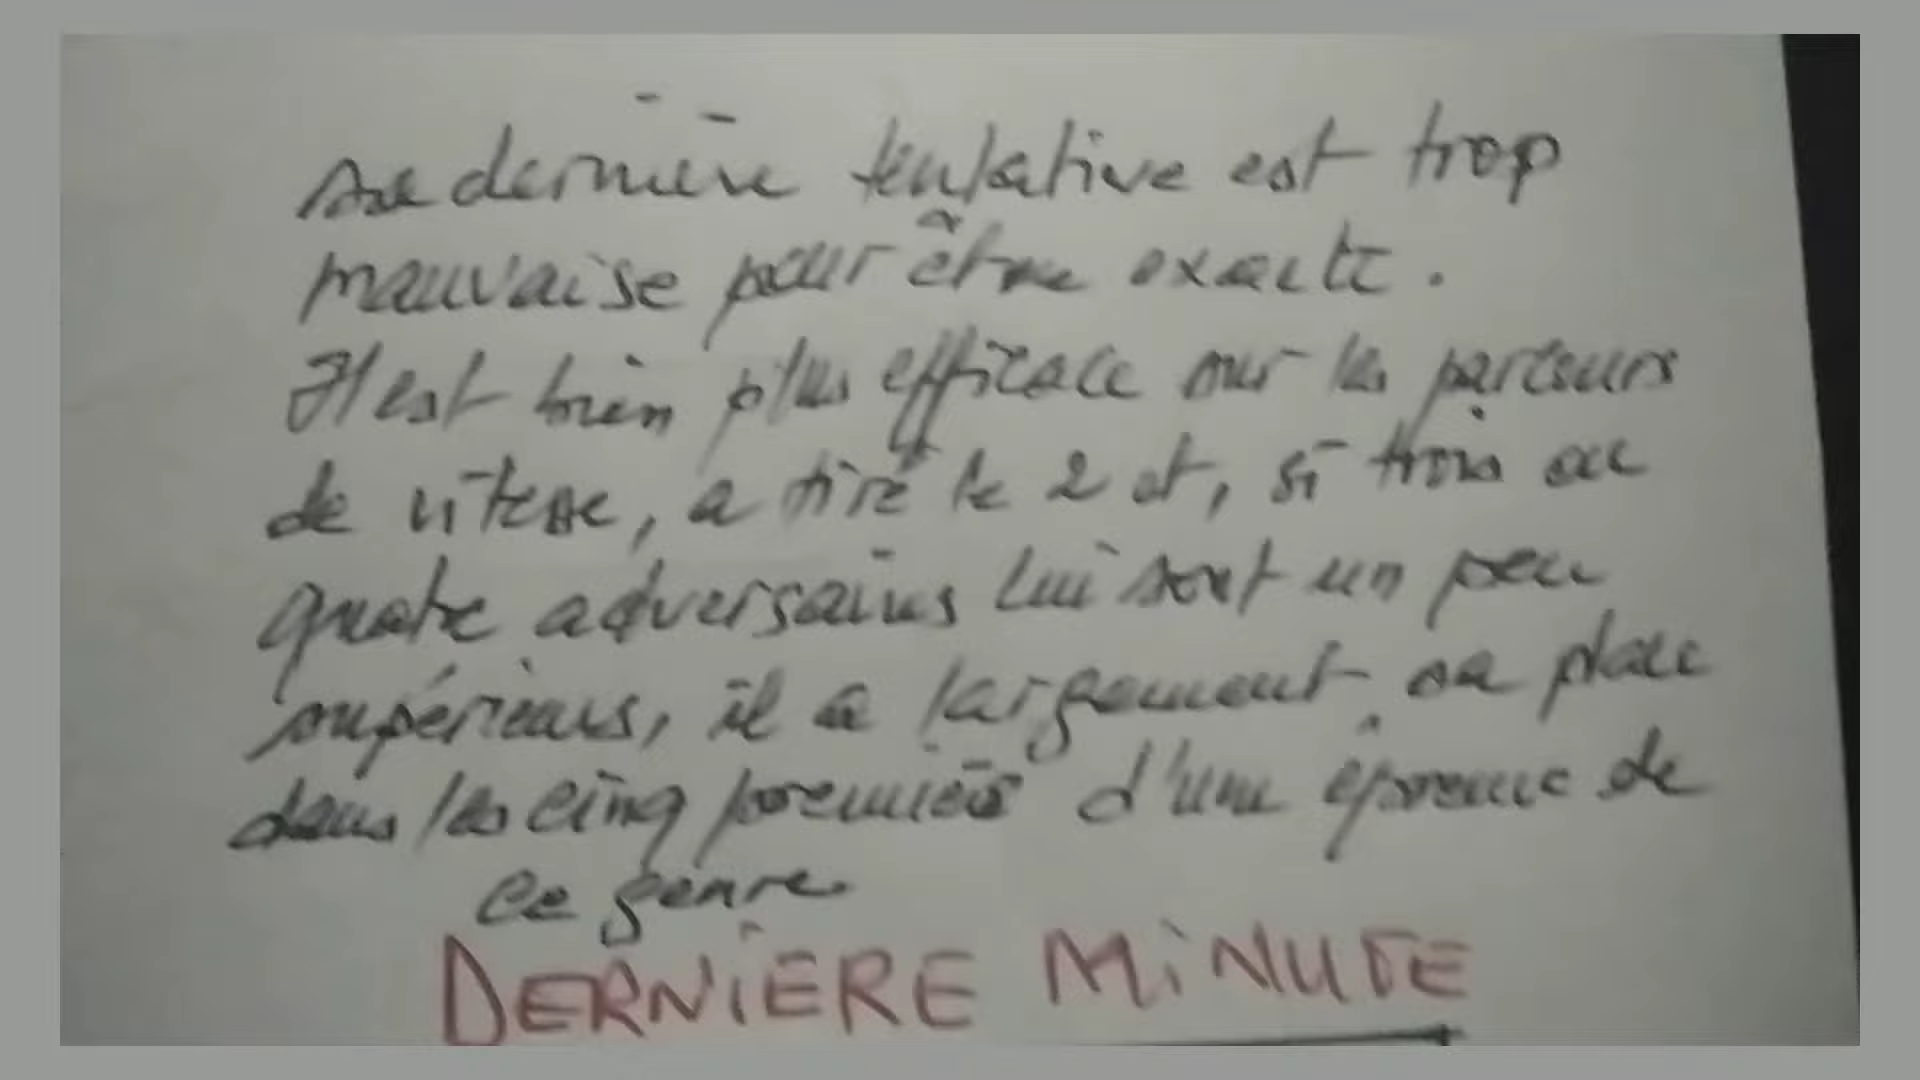 sa dernière tentative est trop
mauvaise pour être exacte.
Il est bien plus efficace sur les parcours
de vitesse, a tiré le 2 et, si trois ou
quatre adversaires lui sont un peu
supérieurs, il a largement sa place
dans les cinq premiers d'une épreuve de
ce genre
DERNIÈRE MINUTE